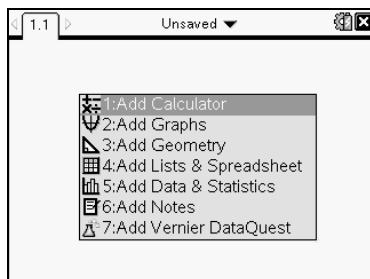 1.1 Unsaved
1:Add Calculator
2:Add Graphs
3:Add Geometry
4:Add Lists & Spreadsheet
5:Add Data & Statistics
6:Add Notes
7:Add Vernier DataQuest